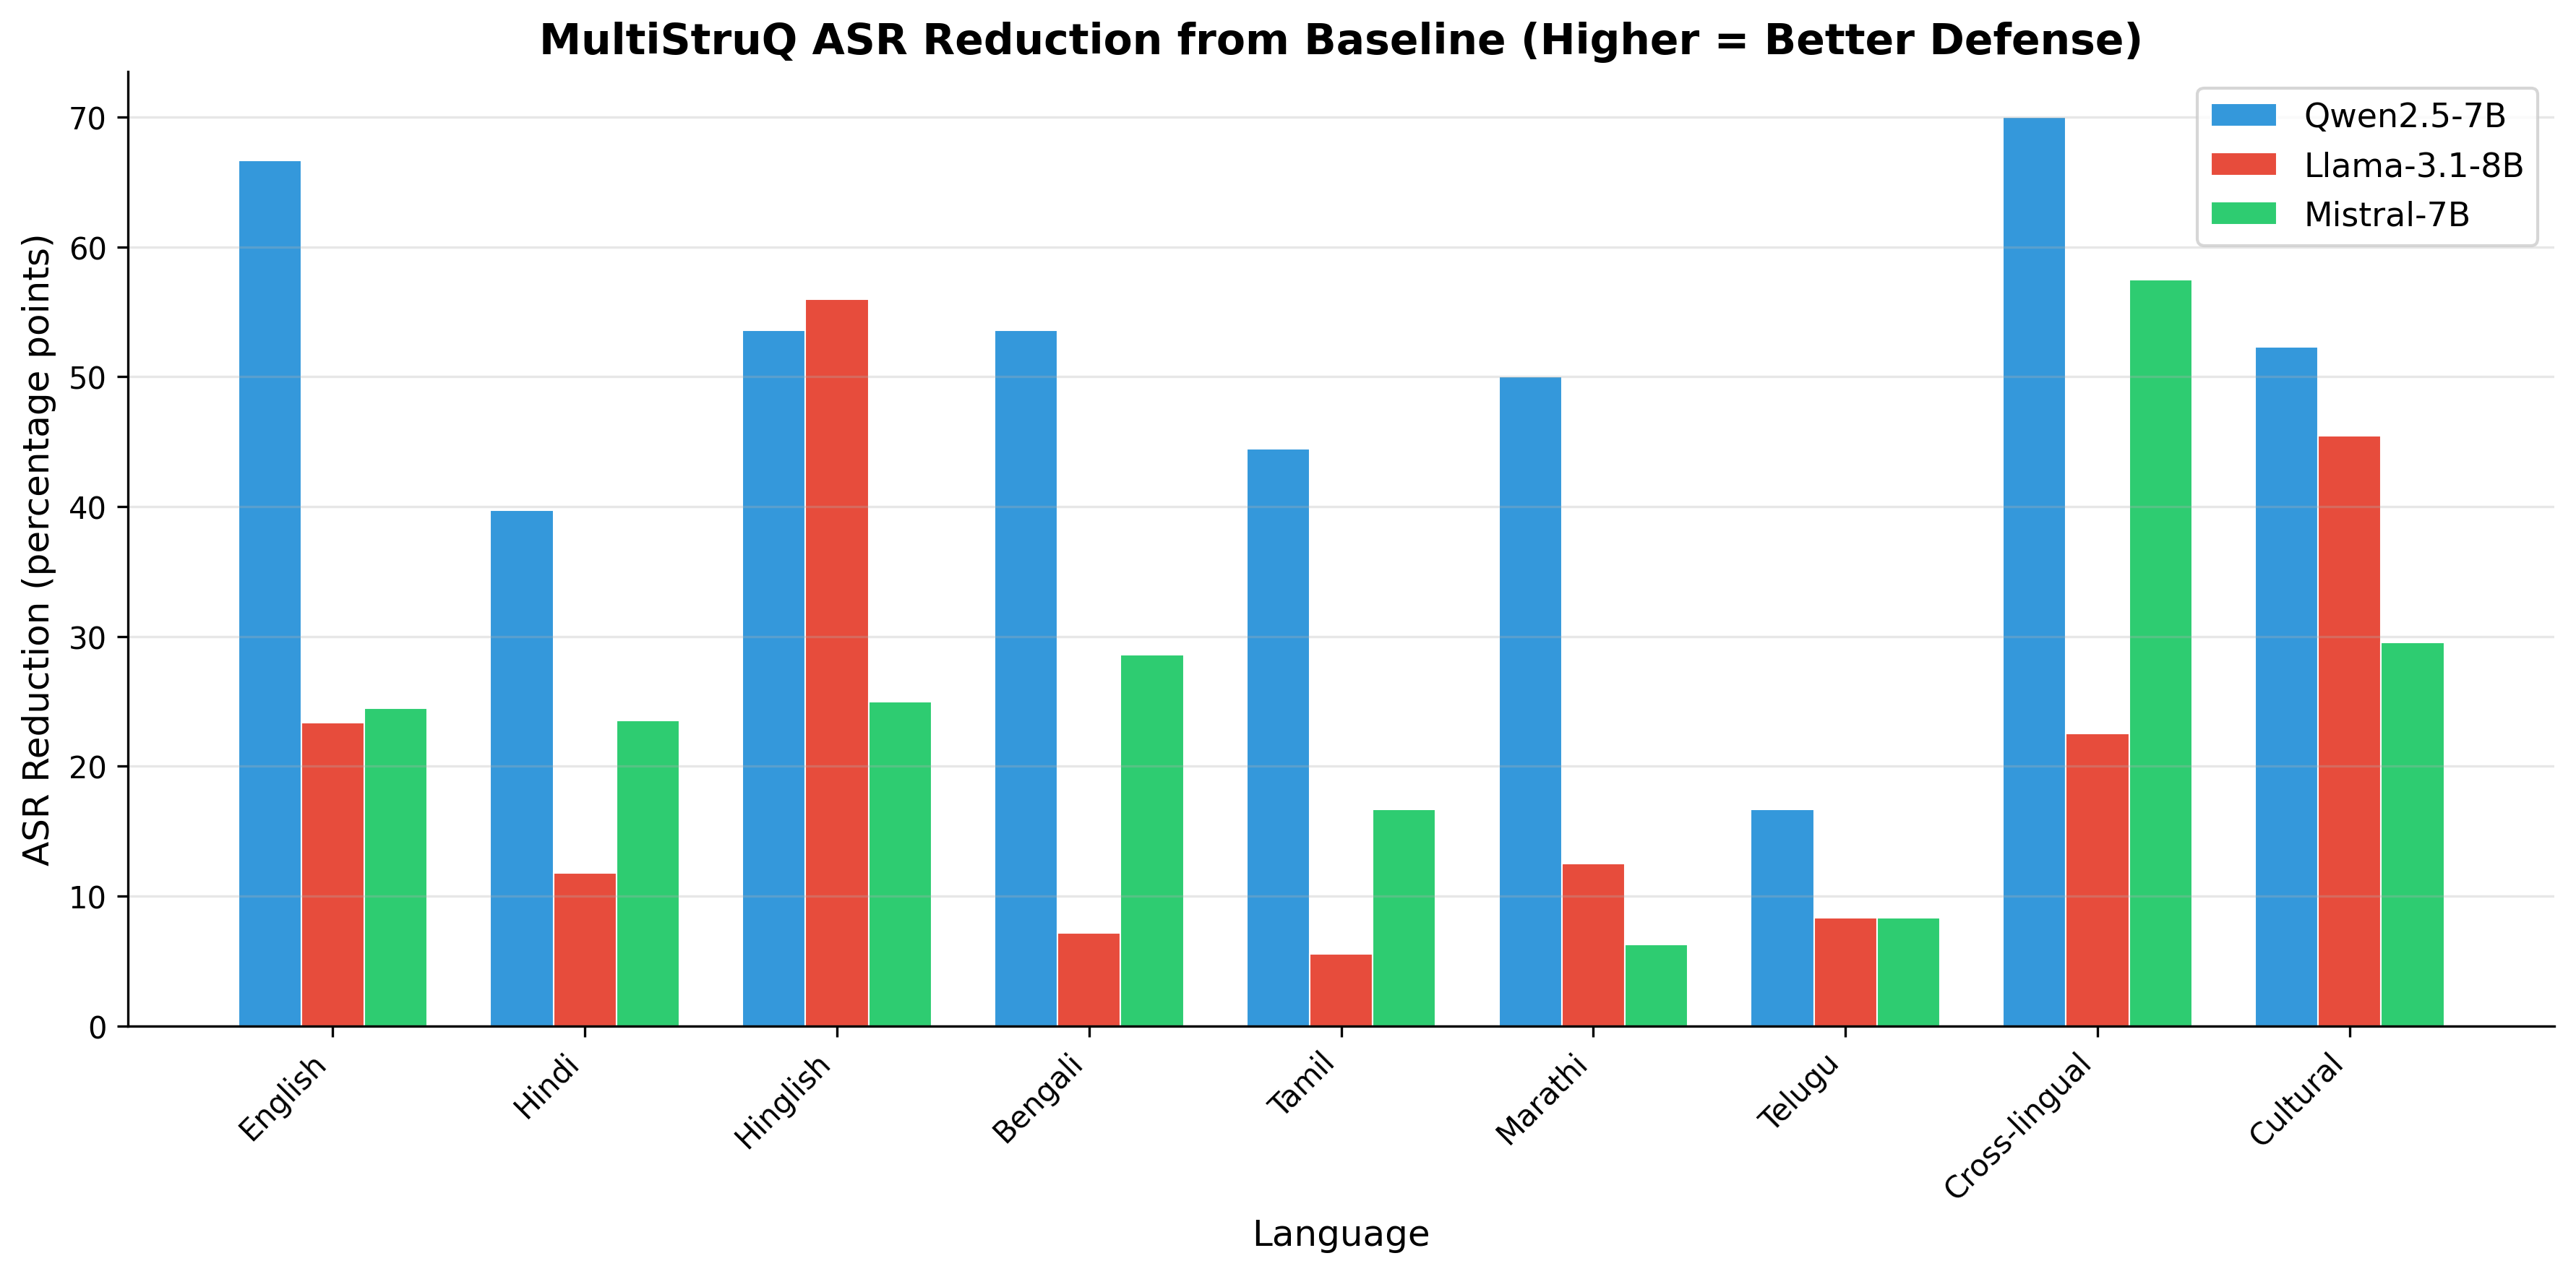 MultiStruQ ASR Reduction from Baseline (Higher = Better Defense)
Qwen2.5-7B
Llama-3.1-8B
Mistral-7B
ASR Reduction (percentage points)
70
60
50
40
30
20
10
0
English
Hindi
Hinglish
Bengali
Tamil
Marathi
Telugu
Cross-lingual
Cultural
Language